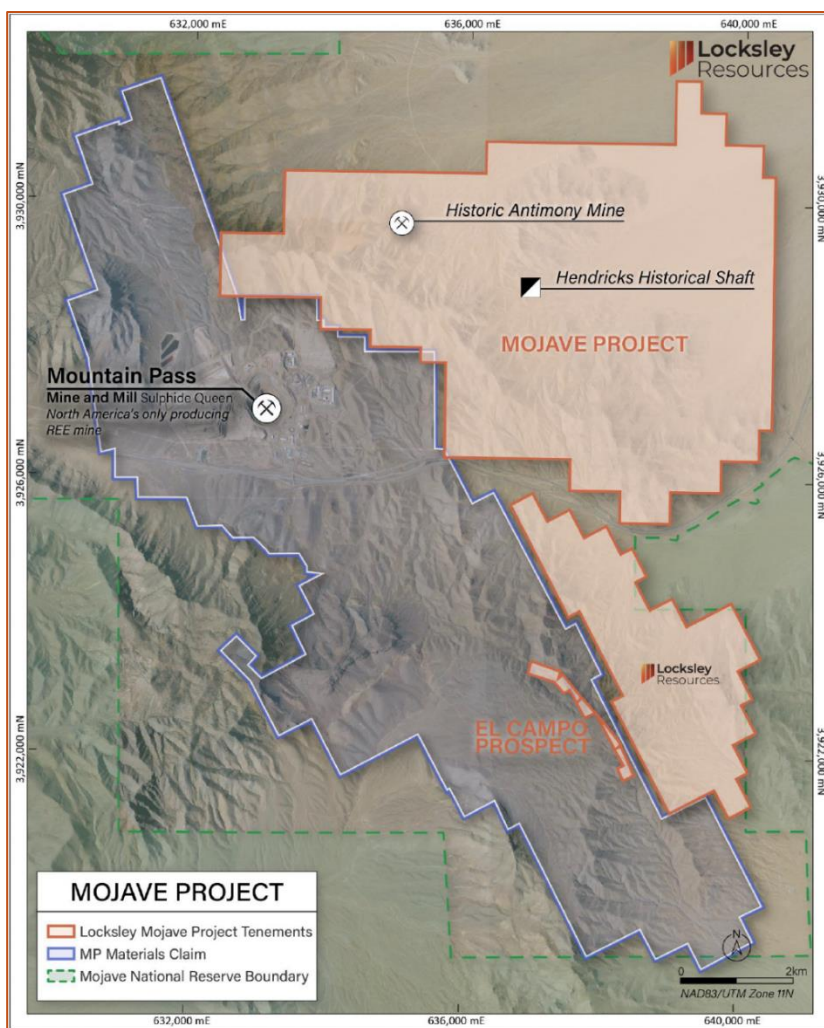 632,000 mE
636,000 mE
640,000 mE
Locksley
Resources
3,930,000 mN
3,930,000 mN
Historic Antimony Mine
Hendricks Historical Shaft
MOJAVE PROJECT
Mountain Pass
Mine and Mill Sulphide Queen
North America's only producing
REE mine
3,926,000 mN
3,926,000 mN
Locksley
Resources
EL CAMPO
PROSPECT
3,922,000 mN
3,922,000 mN
MOJAVE PROJECT
Locksley Mojave Project Tenements
MP Materials Claim
Mojave National Reserve Boundary
N
0
2km
NAD83/UTM Zone 11N
632,000 mE
636,000 mE
640,000 mE